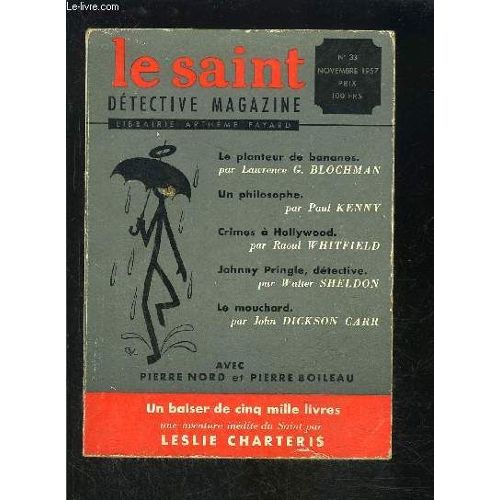 Le-livre.com
le saint
DÉTECTIVE MAGAZINE
LIBRAIRIE ARTHÈME FAYARD
N° 33
NOVEMBRE 1957
PRIX
100 FRS
Le planteur de bananes.
par Lawrence G. BLOCHMAN
Un philosophe.
par Paul KENNY
Crimes à Hollywood.
par Raoul WHITFIELD
Johnny Pringle, détective.
par Walter SHELDON
Le mouchard.
par John DICKSON CARR
AVEC
PIERRE NORD et PIERRE BOILEAU
Un baiser de cinq mille livres
une aventure inédite du Saint par
LESLIE CHARTERIS